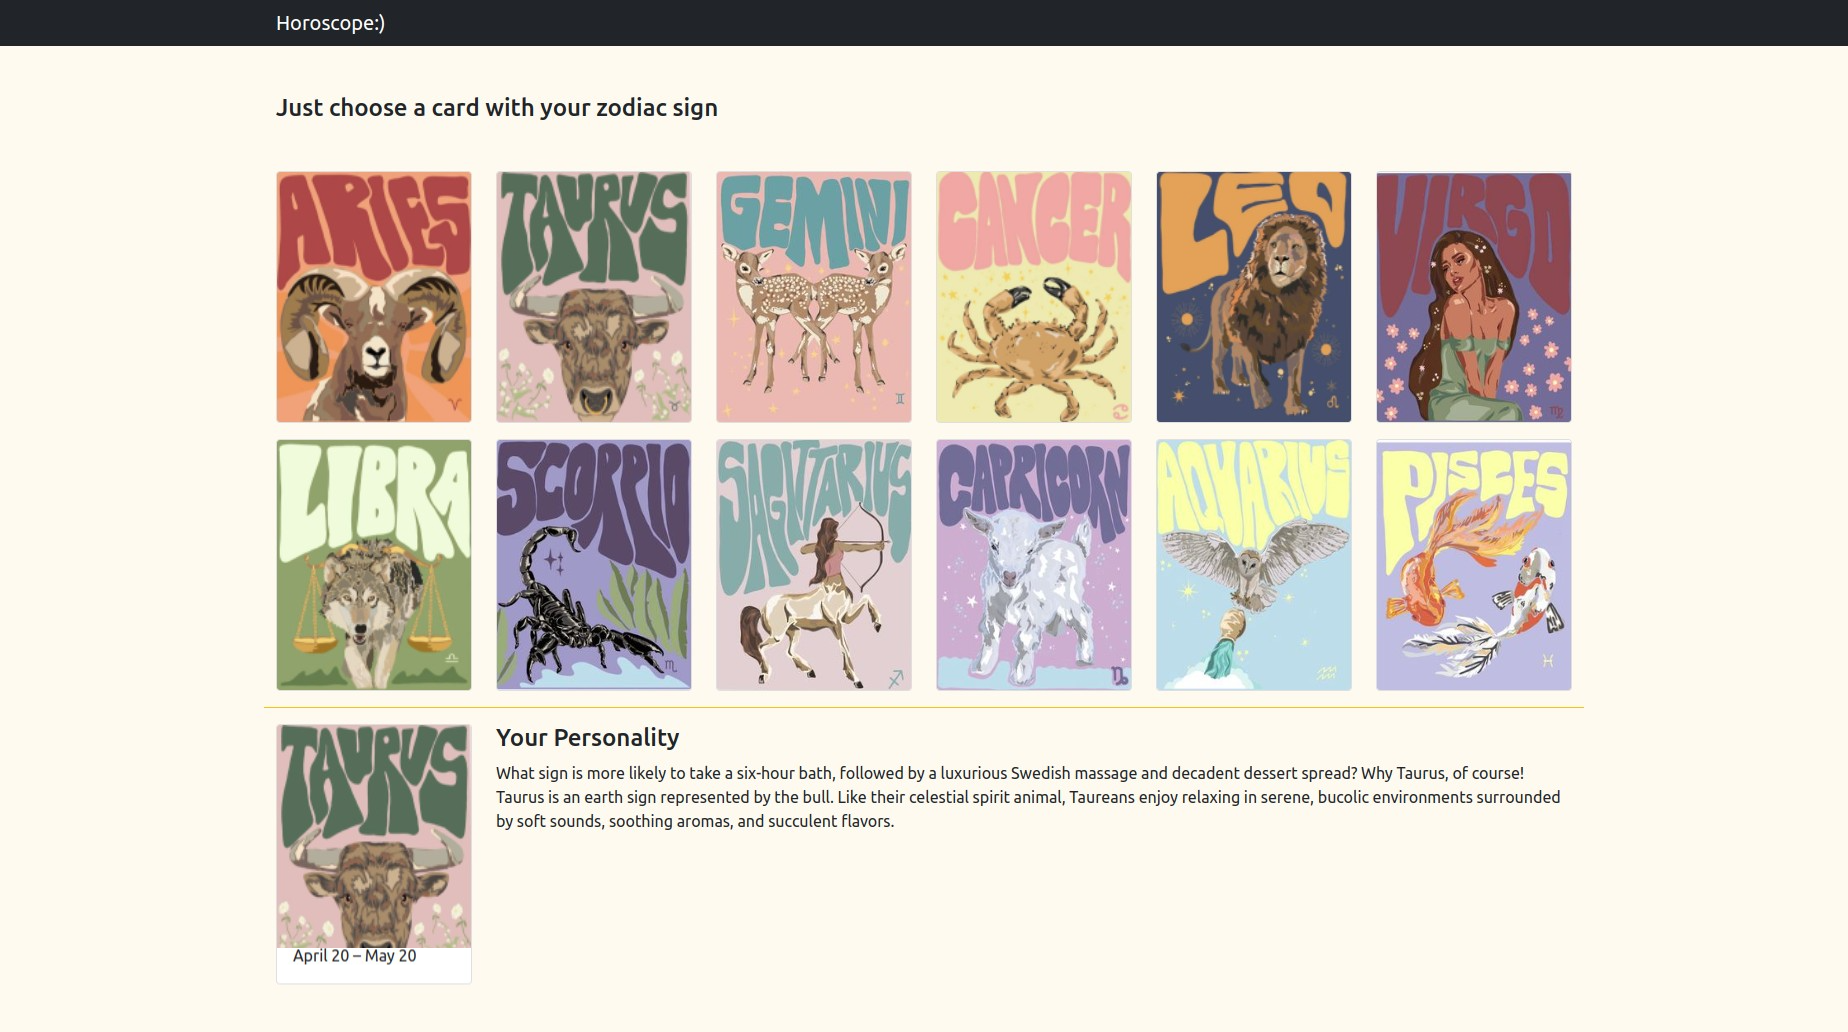 Horoscope:)
Just choose a card with your zodiac sign
ARIES
TAURUS
GEMINI
CANCER
LEO
VIRGO
LIBRA
SCORPIO
SAGITTARIUS
CAPRICORN
AQUARIUS
PISCES
TAURUS
April 20 – May 20
Your Personality
What sign is more likely to take a six-hour bath, followed by a luxurious Swedish massage and decadent dessert spread? Why Taurus, of course!
Taurus is an earth sign represented by the bull. Like their celestial spirit animal, Taureans enjoy relaxing in serene, bucolic environments surrounded
by soft sounds, soothing aromas, and succulent flavors.